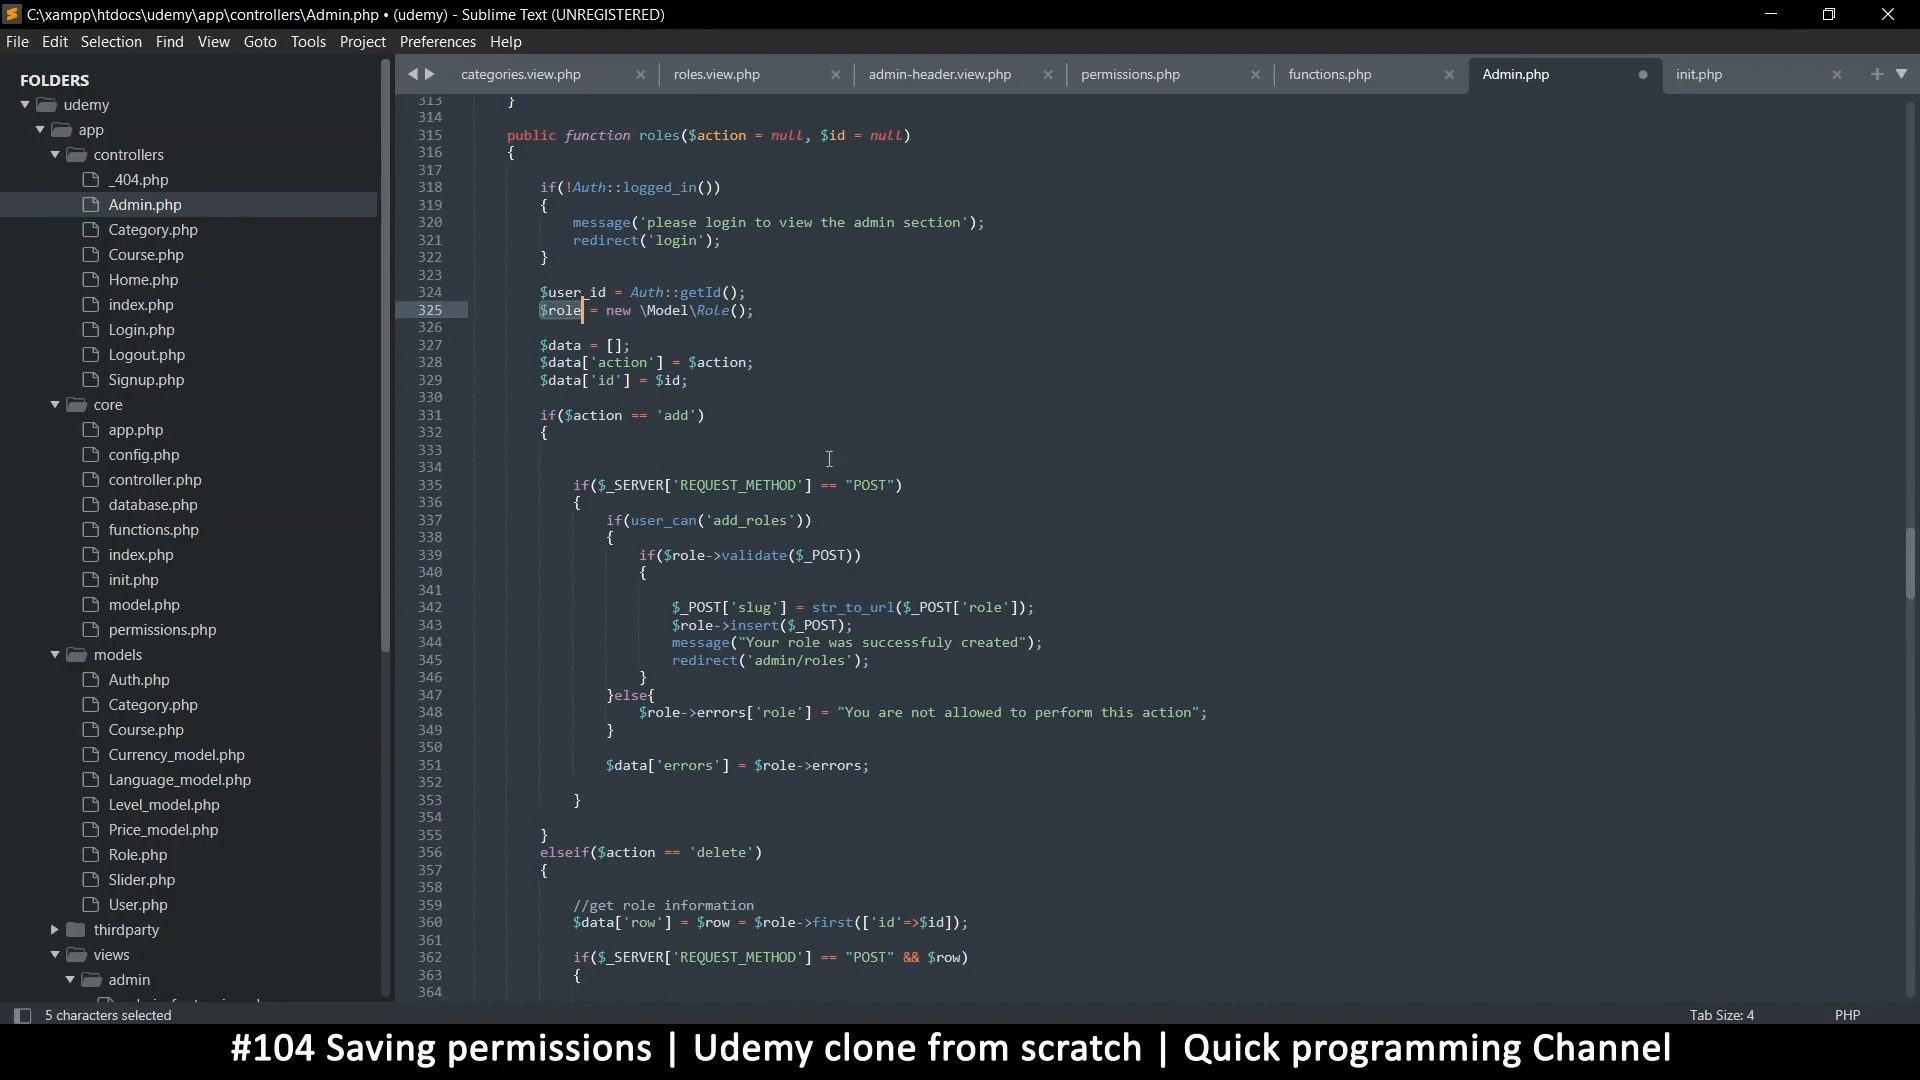 C:\xampp\htdocs\udemy\app\controllers\Admin.php • (udemy) - Sublime Text (UNREGISTERED)
File Edit Selection Find View Goto Tools Project Preferences Help
FOLDERS
udemy
app
controllers
_404.php
Admin.php
Category.php
Course.php
Home.php
index.php
Login.php
Logout.php
Signup.php
core
app.php
config.php
controller.php
database.php
functions.php
index.php
init.php
model.php
permissions.php
models
Auth.php
Category.php
Course.php
Currency_model.php
Language_model.php
Level_model.php
Price_model.php
Role.php
Slider.php
User.php
thirdparty
views
admin
categories.view.php roles.view.php admin-header.view.php permissions.php functions.php Admin.php init.php
313 }
314
315 public function roles($action = null, $id = null)
316 {
317
318 if(!Auth::logged_in())
319 {
320 message('please login to view the admin section');
321 redirect('login');
322 }
323
324 $user_id = Auth::getId();
325 $role = new \Model\Role();
326
327 $data = [];
328 $data['action'] = $action;
329 $data['id'] = $id;
330
331 if($action == 'add')
332 {
333
334
335 if($_SERVER['REQUEST_METHOD'] == "POST")
336 {
337 if(user_can('add_roles'))
338 {
339 if($role->validate($_POST))
340 {
341
342 $_POST['slug'] = str_to_url($_POST['role']);
343 $role->insert($_POST);
344 message("Your role was successfuly created");
345 redirect('admin/roles');
346 }
347 }else{
348 $role->errors['role'] = "You are not allowed to perform this action";
349 }
350
351 $data['errors'] = $role->errors;
352
353 }
354
355 }
356 elseif($action == 'delete')
357 {
358
359 //get role information
360 $data['row'] = $row = $role->first(['id'=>$id]);
361
362 if($_SERVER['REQUEST_METHOD'] == "POST" && $row)
363 {
364
5 characters selected Tab Size: 4 PHP
#104 Saving permissions | Udemy clone from scratch | Quick programming Channel